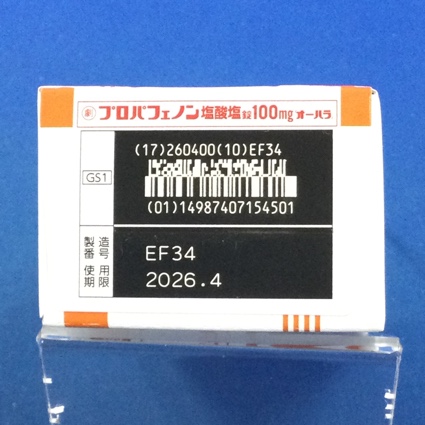 劇 プロパフェノン塩酸塩錠100mg オーハラ
(17)260400(10)EF34
GS1
(01)14987407154501
製造番号 EF34
使用期限 2026.4